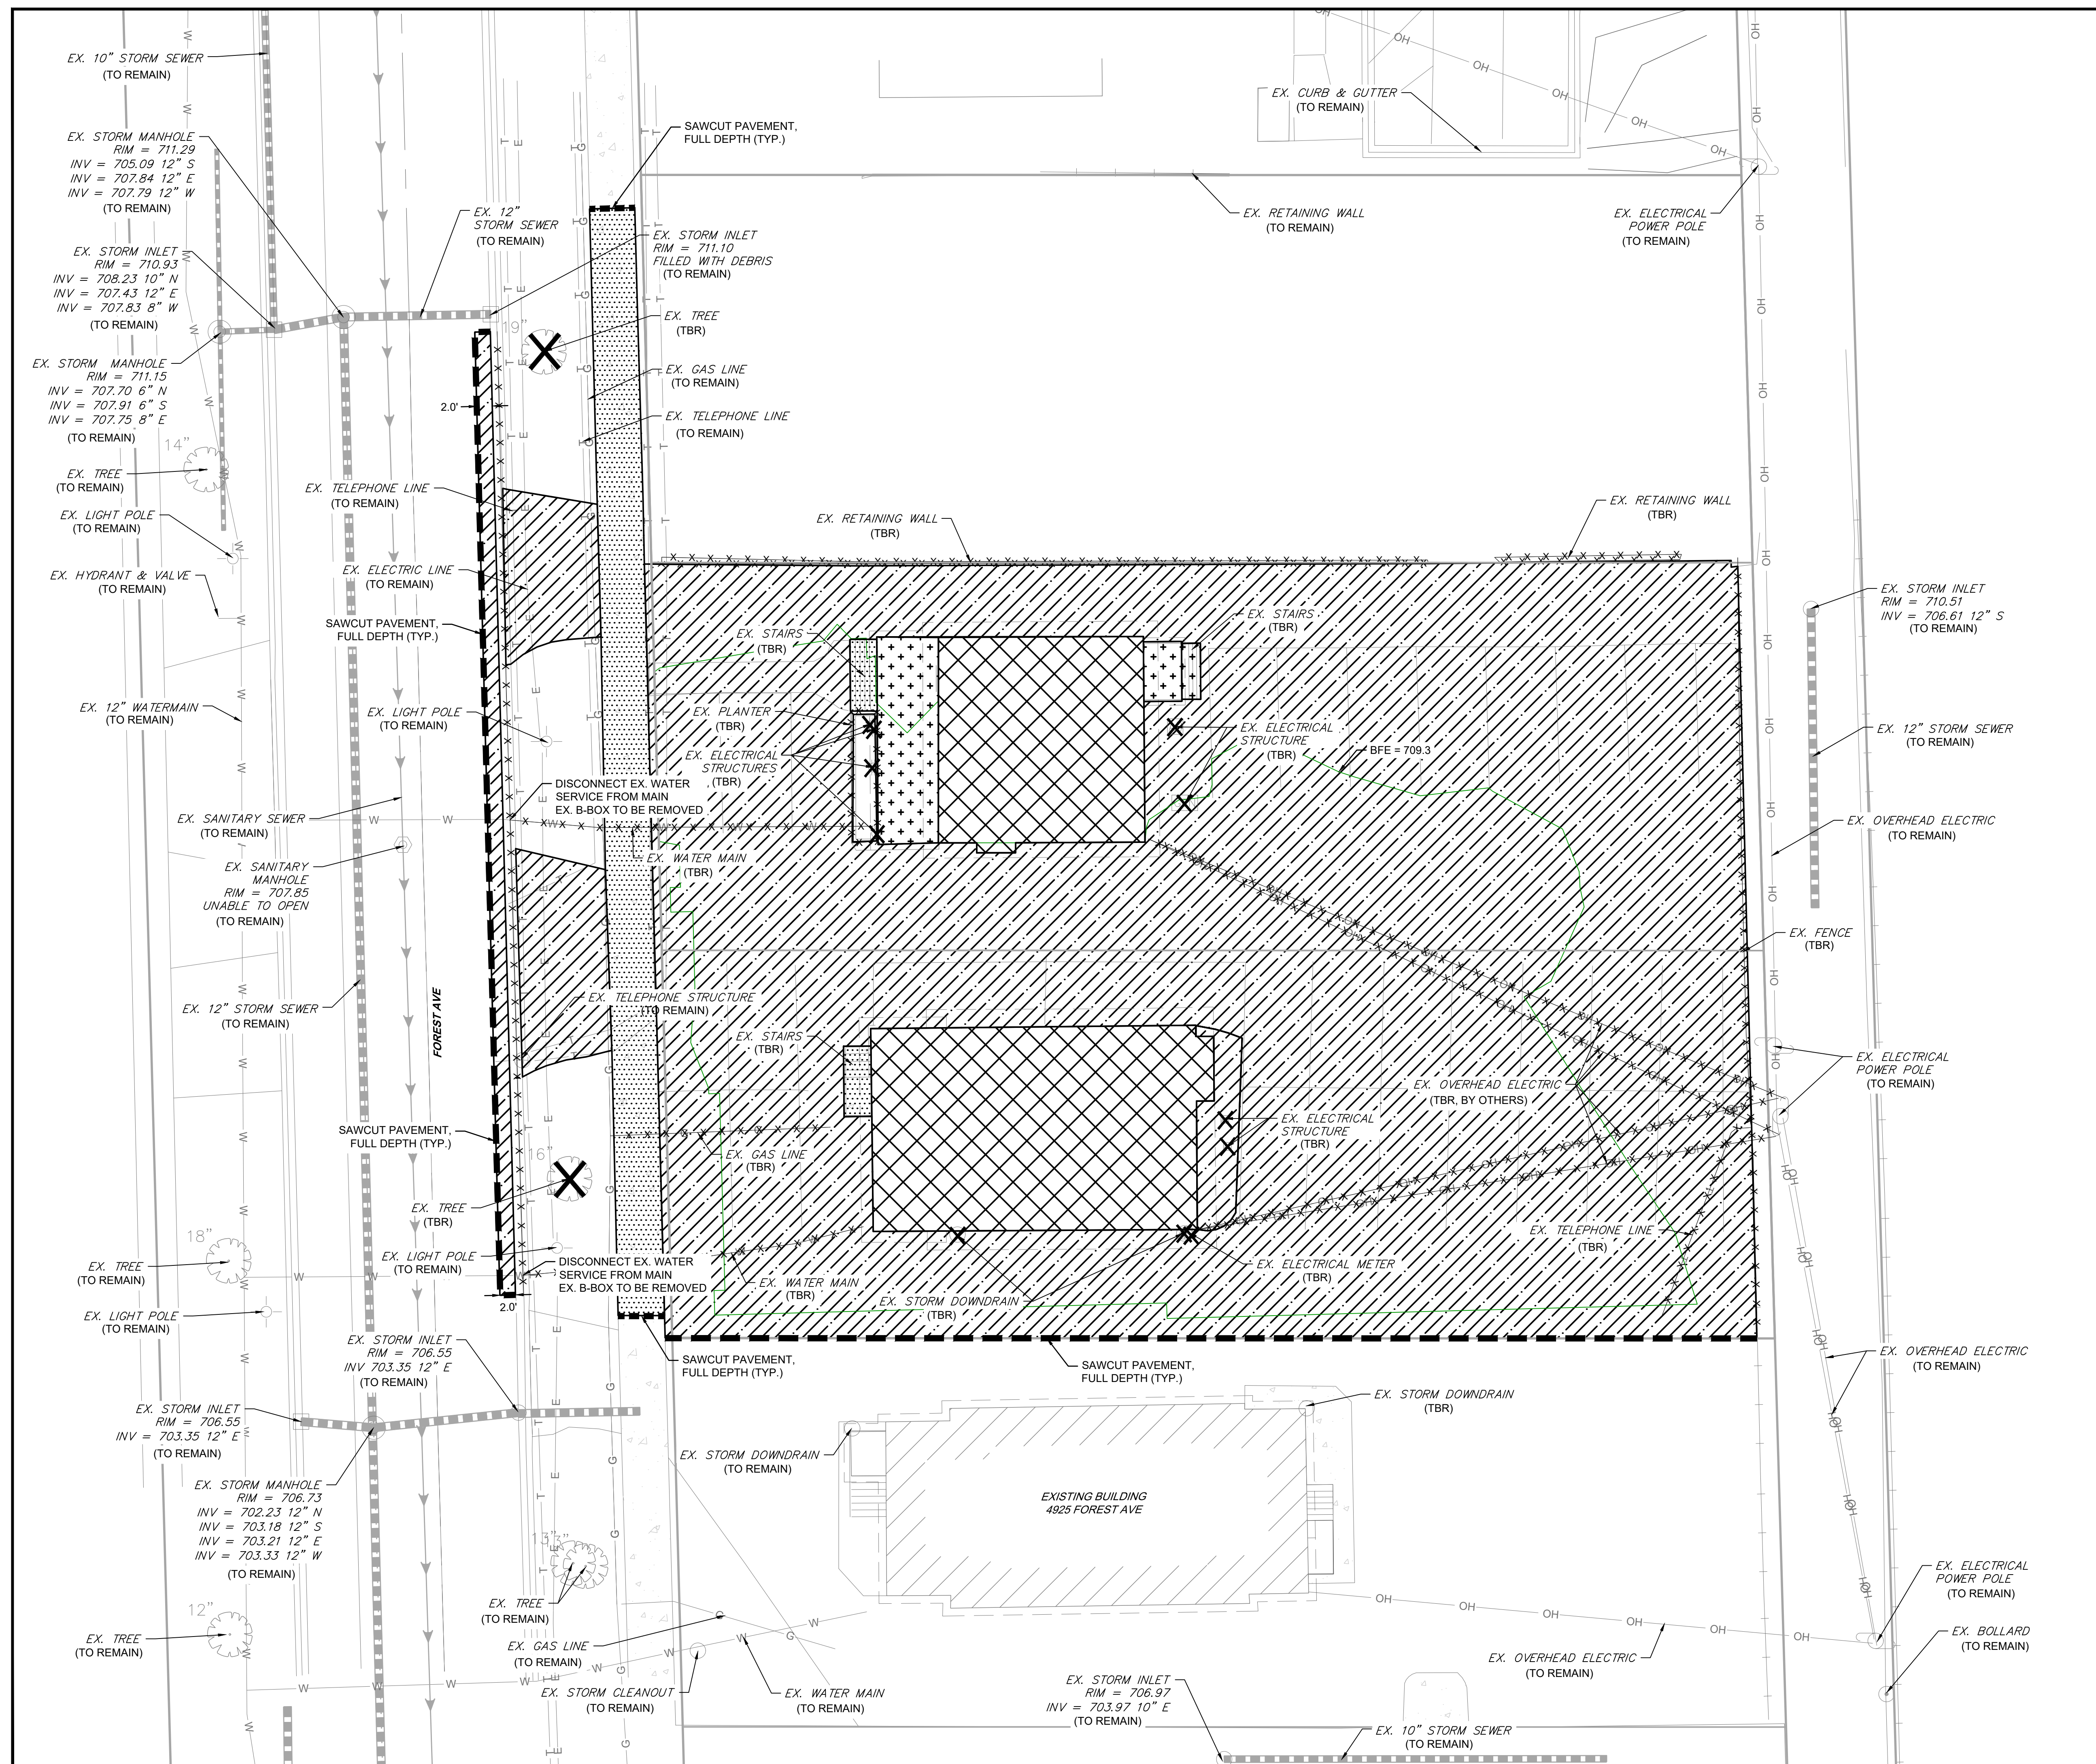 EX. 10" STORM SEWER
(TO REMAIN)
EX. STORM MANHOLE
RIM = 711.29
INV = 705.09 12" S
INV = 707.84 12" E
INV = 707.79 12" W
(TO REMAIN)
EX. STORM INLET
RIM = 710.93
INV = 708.23 10" N
INV = 707.43 12" E
INV = 707.83 8" W
(TO REMAIN)
EX. STORM MANHOLE
RIM = 711.15
INV = 707.70 6" N
INV = 707.91 6" S
INV = 707.75 8" E
(TO REMAIN)
14"
EX. TREE
(TO REMAIN)
EX. LIGHT POLE
(TO REMAIN)
EX. HYDRANT & VALVE
(TO REMAIN)
EX. 12" WATERMAIN
(TO REMAIN)
EX. SANITARY SEWER
(TO REMAIN)
EX. SANITARY
MANHOLE
RIM = 707.85
UNABLE TO OPEN
(TO REMAIN)
EX. 12" STORM SEWER
(TO REMAIN)
FOREST AVE
18"
EX. TREE
(TO REMAIN)
EX. LIGHT POLE
(TO REMAIN)
EX. STORM INLET
RIM = 706.55
INV 703.35 12" E
(TO REMAIN)
EX. STORM INLET
RIM = 706.55
INV = 703.35 12" E
(TO REMAIN)
EX. STORM MANHOLE
RIM = 706.73
INV = 702.23 12" N
INV = 703.18 12" S
INV = 703.21 12" E
INV = 703.33 12" W
(TO REMAIN)
12"
EX. TREE
(TO REMAIN)
EX. 12"
STORM SEWER
(TO REMAIN)
SAWCUT PAVEMENT,
FULL DEPTH (TYP.)
EX. STORM INLET
RIM = 711.10
FILLED WITH DEBRIS
(TO REMAIN)
19"
EX. TREE
(TBR)
EX. GAS LINE
(TO REMAIN)
EX. TELEPHONE LINE
(TO REMAIN)
2.0'
EX. TELEPHONE LINE
(TO REMAIN)
EX. ELECTRIC LINE
(TO REMAIN)
SAWCUT PAVEMENT,
FULL DEPTH (TYP.)
EX. LIGHT POLE
(TO REMAIN)
DISCONNECT EX. WATER
SERVICE FROM MAIN
EX. B-BOX TO BE REMOVED
EX. WATER MAIN
(TBR)
EX. TELEPHONE STRUCTURE
(TO REMAIN)
SAWCUT PAVEMENT,
FULL DEPTH (TYP.)
16"
EX. TREE
(TBR)
EX. LIGHT POLE
(TO REMAIN)
DISCONNECT EX. WATER
SERVICE FROM MAIN
EX. B-BOX TO BE REMOVED
2.0'
SAWCUT PAVEMENT,
FULL DEPTH (TYP.)
EX. CURB & GUTTER
(TO REMAIN)
EX. RETAINING WALL
(TO REMAIN)
EX. ELECTRICAL
POWER POLE
(TO REMAIN)
EX. RETAINING WALL
(TBR)
EX. RETAINING WALL
(TBR)
EX. STAIRS
(TBR)
EX. STAIRS
(TBR)
EX. PLANTER
(TBR)
EX. ELECTRICAL
STRUCTURES
(TBR)
EX. ELECTRICAL
STRUCTURE
(TBR)
BFE = 709.3
EX. STAIRS
(TBR)
EX. GAS LINE
(TBR)
EX. OVERHEAD ELECTRIC
(TBR, BY OTHERS)
EX. ELECTRICAL
STRUCTURE
(TBR)
EX. TELEPHONE LINE
(TBR)
EX. WATER MAIN
(TBR)
EX. ELECTRICAL METER
(TBR)
EX. STORM DOWNDRAIN
(TBR)
SAWCUT PAVEMENT,
FULL DEPTH (TYP.)
EX. STORM INLET
RIM = 710.51
INV = 706.61 12" S
(TO REMAIN)
EX. 12" STORM SEWER
(TO REMAIN)
EX. OVERHEAD ELECTRIC
(TO REMAIN)
EX. FENCE
(TBR)
EX. ELECTRICAL
POWER POLE
(TO REMAIN)
EX. OVERHEAD ELECTRIC
(TO REMAIN)
EX. STORM DOWNDRAIN
(TBR)
EX. STORM DOWNDRAIN
(TO REMAIN)
EXISTING BUILDING
4925 FOREST AVE
13"
EX. TREE
(TO REMAIN)
EX. GAS LINE
(TO REMAIN)
EX. STORM CLEANOUT
(TO REMAIN)
EX. WATER MAIN
(TO REMAIN)
EX. STORM INLET
RIM = 706.97
INV = 703.97 10" E
(TO REMAIN)
EX. OVERHEAD ELECTRIC
(TO REMAIN)
EX. 10" STORM SEWER
(TO REMAIN)
EX. ELECTRICAL
POWER POLE
(TO REMAIN)
EX. BOLLARD
(TO REMAIN)